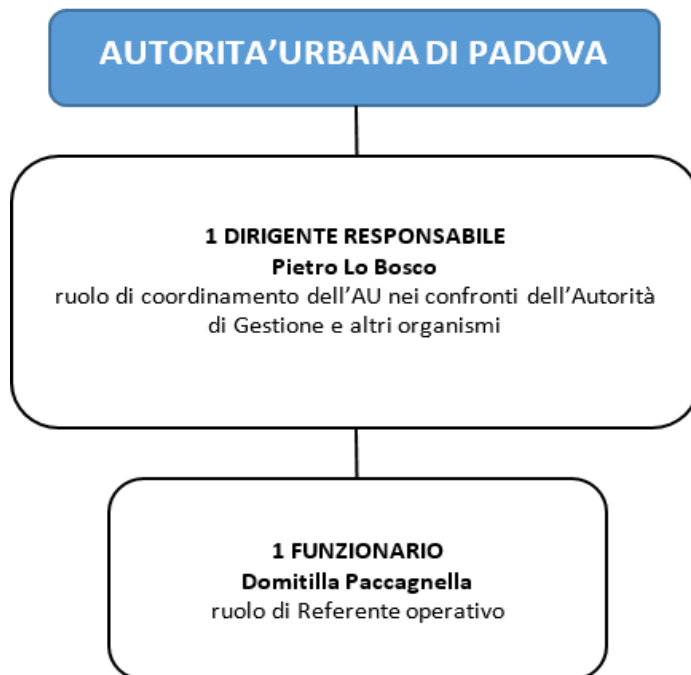 AUTORITA’URBANA DI PADOVA
1 DIRIGENTE RESPONSABILE
Pietro Lo Bosco
ruolo di coordinamento dell’AU nei confronti dell’Autorità
di Gestione e altri organismi
1 FUNZIONARIO
Domitilla Paccagnella
ruolo di Referente operativo